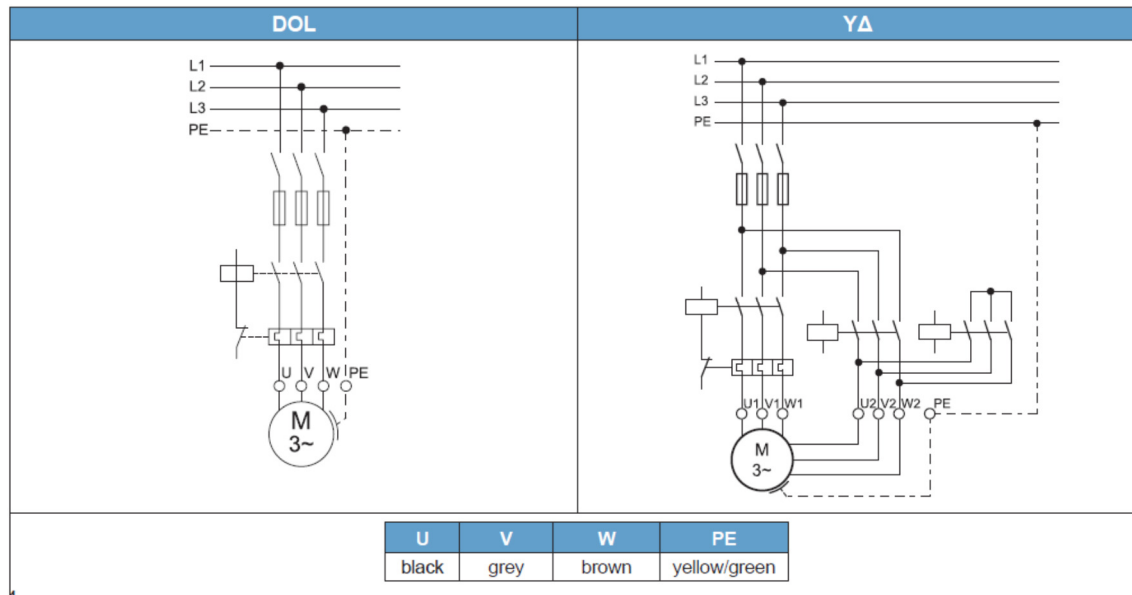 DOL
YΔ
L1
L2
L3
PE
U V W PE
M
3~
L1
L2
L3
PE
U1 V1 W1 U2 V2 W2 PE
M
3~
U V W PE
black grey brown yellow/green